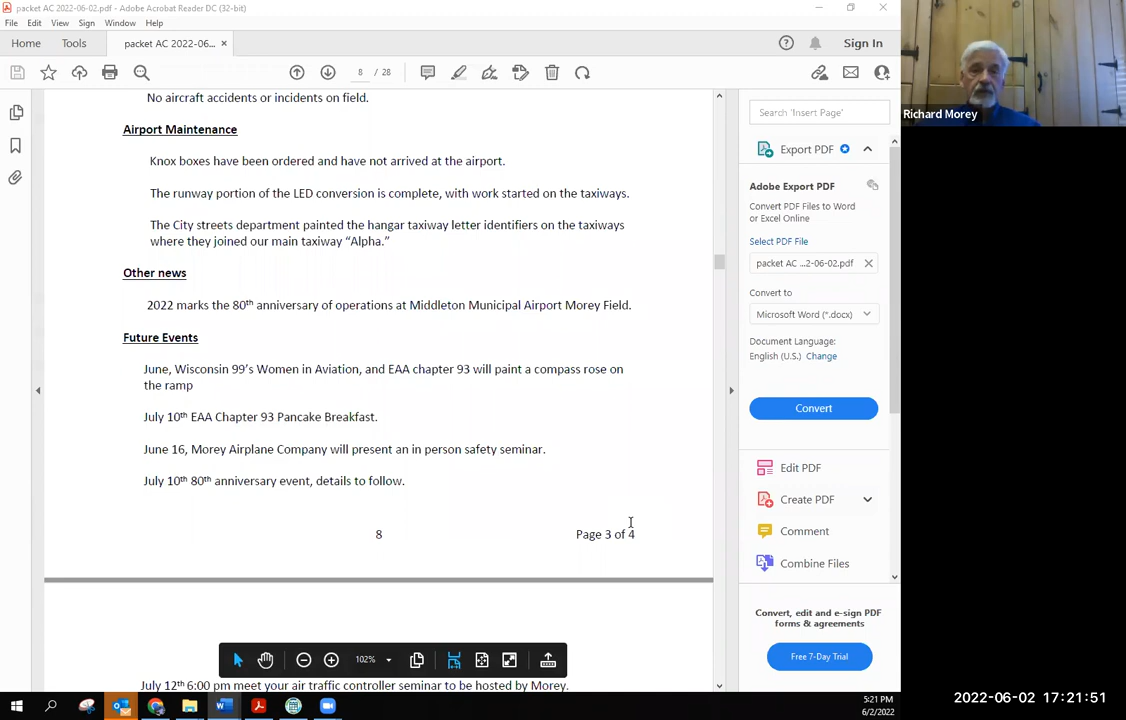 packet AC 2022-06-02.pdf - Adobe Acrobat Reader DC (32-bit)
File Edit View Sign Window Help
Home Tools packet AC 2022-06... × Sign In
8 / 28
No aircraft accidents or incidents on field.
Airport Maintenance
Knox boxes have been ordered and have not arrived at the airport.
The runway portion of the LED conversion is complete, with work started on the taxiways.
The City streets department painted the hangar taxiway letter identifiers on the taxiways
where they joined our main taxiway “Alpha.”
Other news
2022 marks the 80th anniversary of operations at Middleton Municipal Airport Morey Field.
Future Events
June, Wisconsin 99’s Women in Aviation, and EAA chapter 93 will paint a compass rose on
the ramp
July 10th EAA Chapter 93 Pancake Breakfast.
June 16, Morey Airplane Company will present an in person safety seminar.
July 10th 80th anniversary event, details to follow.
8 Page 3 of 4
July 12th 6:00 pm meet your air traffic controller seminar to be hosted by Morey.
102%
Search 'Insert Page'
Export PDF
Adobe Export PDF
Convert PDF Files to Word
or Excel Online
Select PDF File
packet AC ...2-06-02.pdf
Convert to
Microsoft Word (*.docx)
Document Language:
English (U.S.) Change
Convert
Edit PDF
Create PDF
Comment
Combine Files
Convert, edit and e-sign PDF
forms & agreements
Free 7-Day Trial
Richard Morey
5:21 PM
6/2/2022
2022-06-02 17:21:51